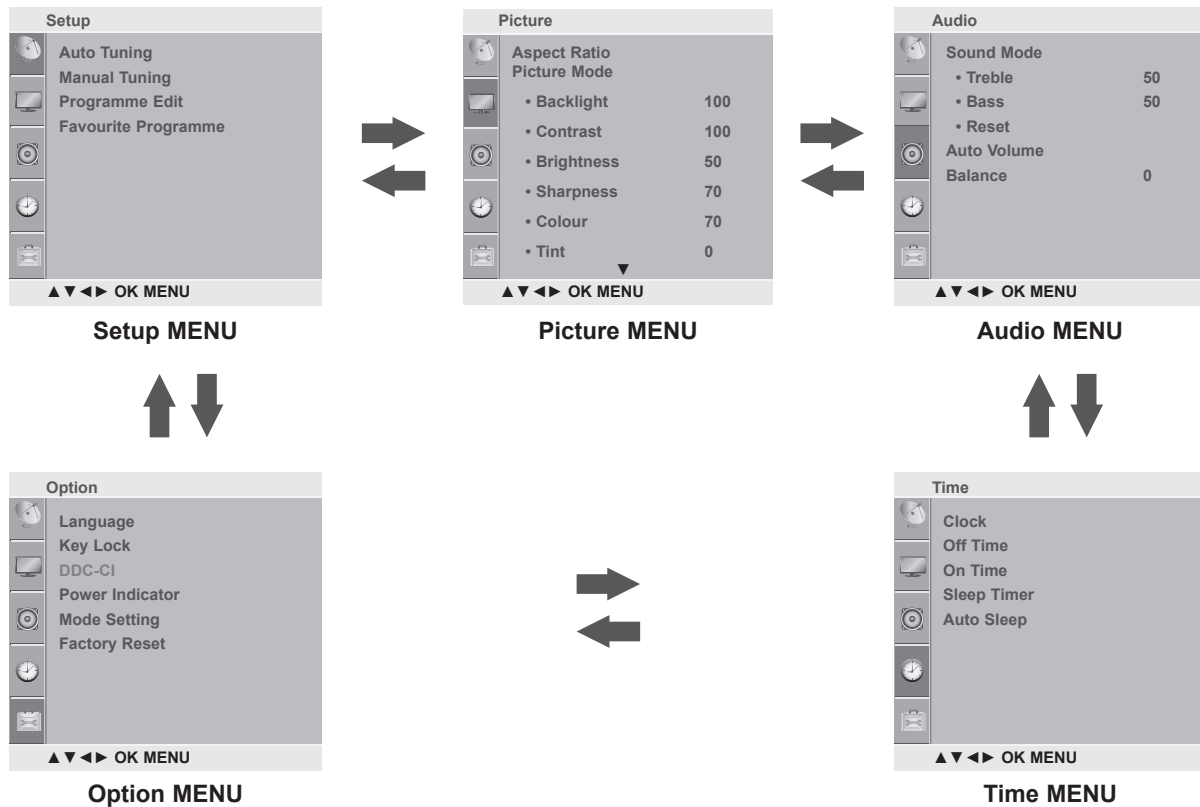 Setup
Auto Tuning
Manual Tuning
Programme Edit
Favourite Programme
▲▼◄► OK MENU
Setup MENU
Picture
Aspect Ratio
Picture Mode
• Backlight 100
• Contrast 100
• Brightness 50
• Sharpness 70
• Colour 70
• Tint 0
▼
▲▼◄► OK MENU
Picture MENU
Audio
Sound Mode
• Treble 50
• Bass 50
• Reset
Auto Volume
Balance 0
▲▼◄► OK MENU
Audio MENU
Option
Language
Key Lock
DDC-CI
Power Indicator
Mode Setting
Factory Reset
▲▼◄► OK MENU
Option MENU
Time
Clock
Off Time
On Time
Sleep Timer
Auto Sleep
▲▼◄► OK MENU
Time MENU